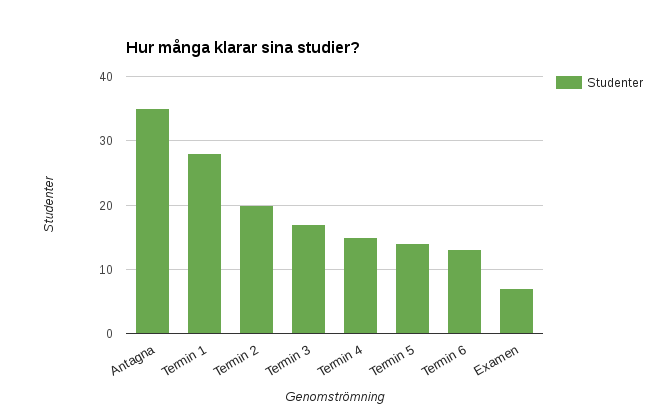 Hur många klarar sina studier?
Studenter
40
30
20
10
0
Studenter
Antagna
Termin 1
Termin 2
Termin 3
Termin 4
Termin 5
Termin 6
Examen
Genomströmning